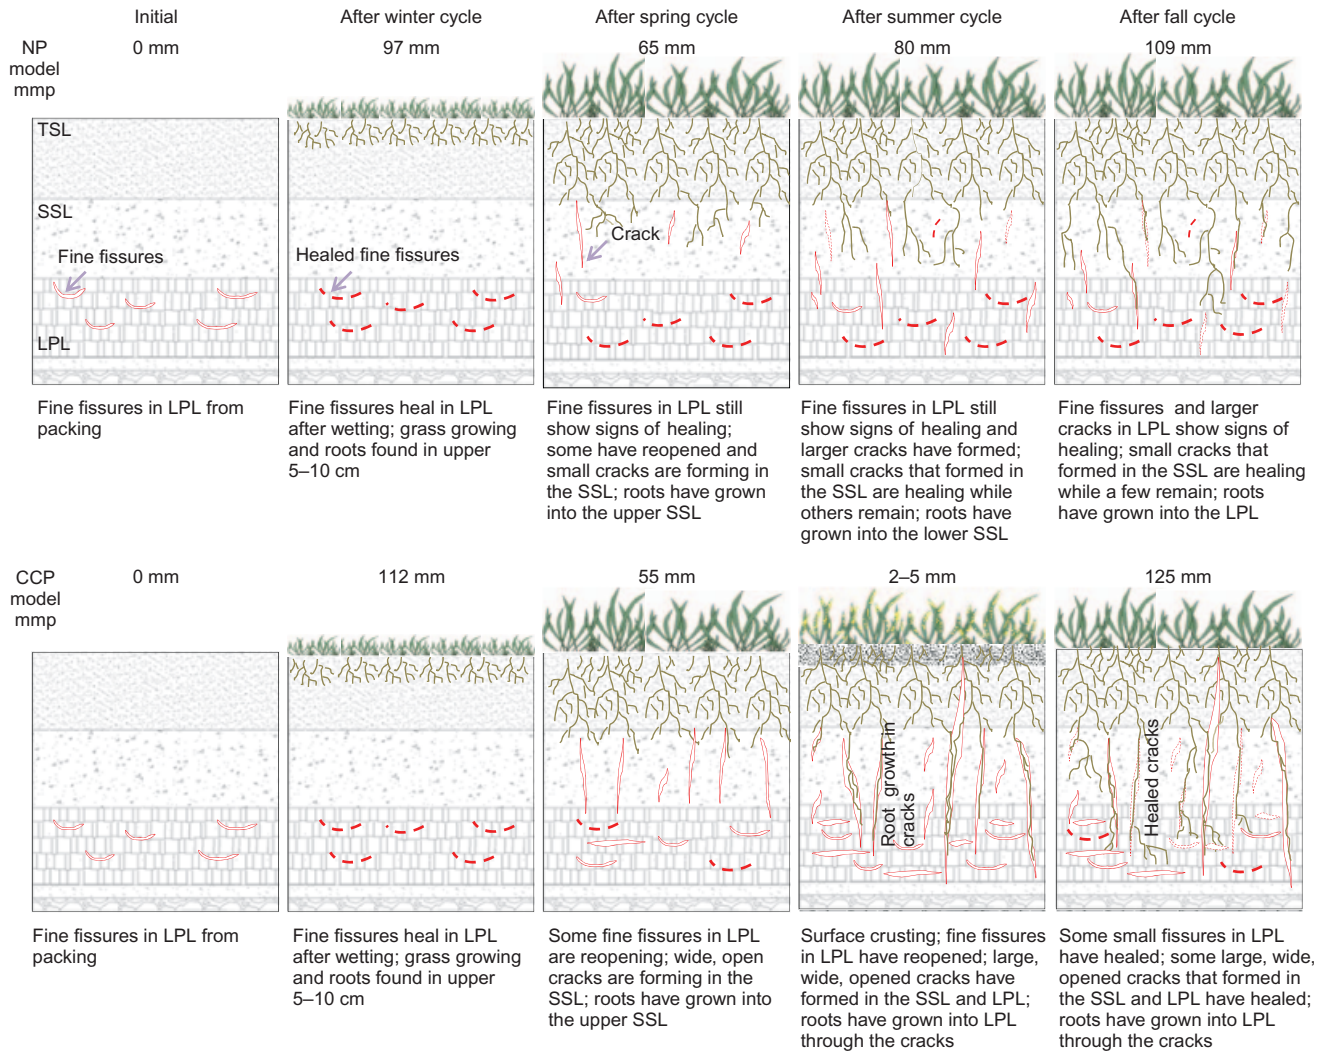 Initial
After winter cycle
After spring cycle
After summer cycle
After fall cycle
NP
model
mmp
0 mm
97 mm
65 mm
80 mm
109 mm
TSL
SSL
Fine fissures
LPL
Healed fine fissures
Crack
Fine fissures in LPL from
packing
Fine fissures heal in LPL
after wetting; grass growing
and roots found in upper
5–10 cm
Fine fissures in LPL still
show signs of healing;
some have reopened and
small cracks are forming in
the SSL; roots have grown
into the upper SSL
Fine fissures in LPL still
show signs of healing and
larger cracks have formed;
small cracks that formed in
the SSL are healing while
others remain; roots have
grown into the lower SSL
Fine fissures and larger
cracks in LPL show signs of
healing; small cracks that
formed in the SSL are healing
while a few remain; roots
have grown into the LPL
CCP
model
mmp
0 mm
112 mm
55 mm
2–5 mm
125 mm
Root growth in
cracks
Healed cracks
Fine fissures in LPL from
packing
Fine fissures heal in LPL
after wetting; grass growing
and roots found in upper
5–10 cm
Some fine fissures in LPL
are reopening; wide, open
cracks are forming in the
SSL; roots have grown into
the upper SSL
Surface crusting; fine fissures
in LPL have reopened; large,
wide, opened cracks have
formed in the SSL and LPL;
roots have grown into LPL
through the cracks
Some small fissures in LPL
have healed; some large, wide,
opened cracks that formed in
the SSL and LPL have healed;
roots have grown into LPL
through the cracks